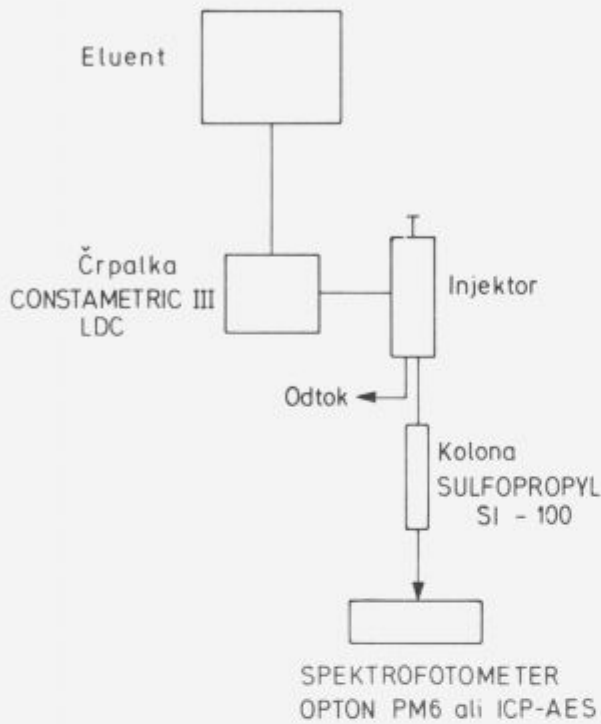 Eluent
Črpalka
CONSTAMETRIC III
LDC
Injektor
Odtok
Kolona
SULFOPROPYL
SI - 100
SPEKTROFOTOMETER
OPTON PM6 ali ICP-AES